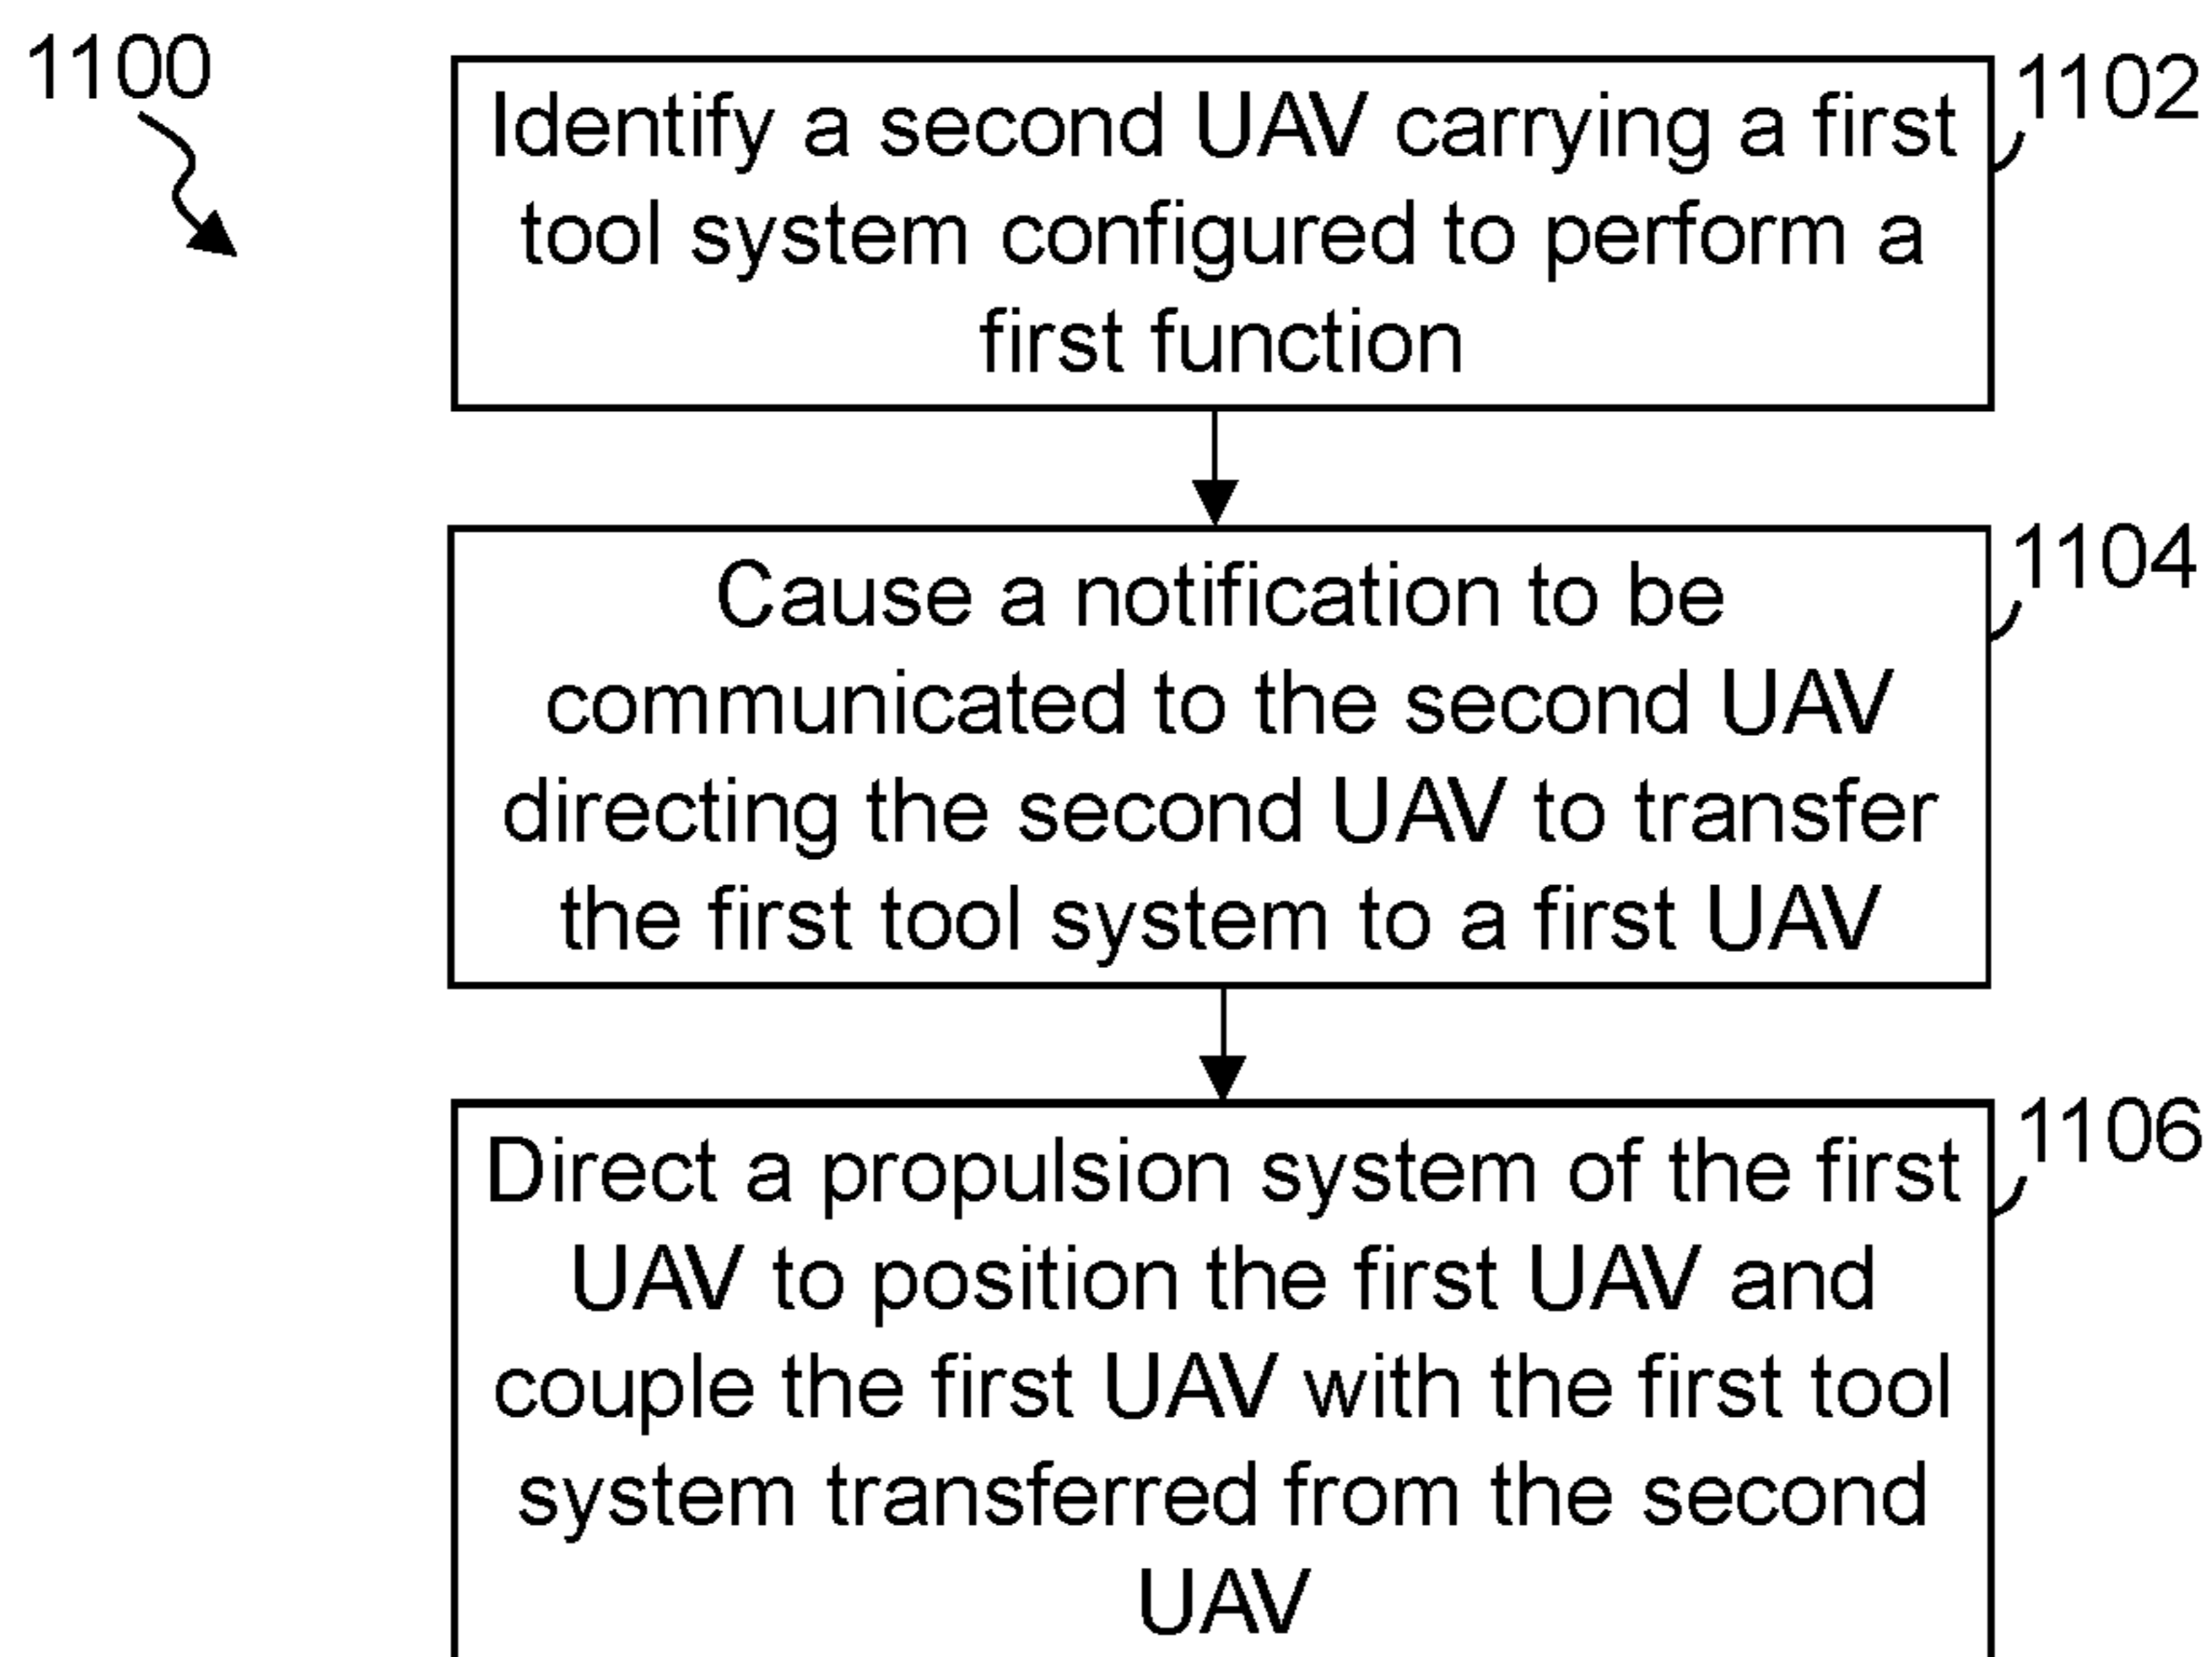 1100
1102
Identify a second UAV carrying a first
tool system configured to perform a
first function
1104
Cause a notification to be
communicated to the second UAV
directing the second UAV to transfer
the first tool system to a first UAV
1106
Direct a propulsion system of the first
UAV to position the first UAV and
couple the first UAV with the first tool
system transferred from the second
UAV